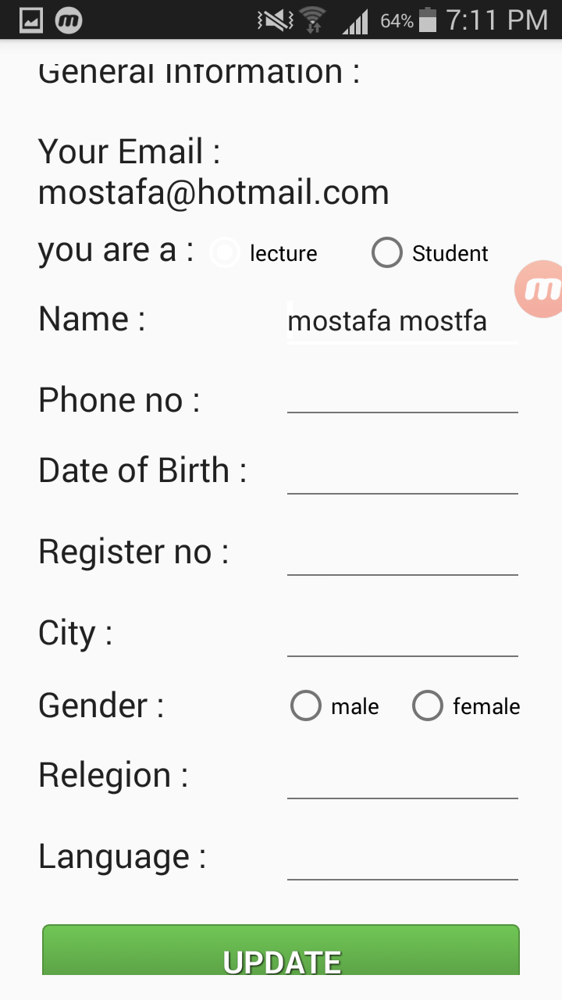 64% 7:11 PM
General Information :
Your Email :
mostafa@hotmail.com
you are a : lecture Student
Name : mostafa mostfa
Phone no :
Date of Birth :
Register no :
City :
Gender : male female
Relegion :
Language :
UPDATE